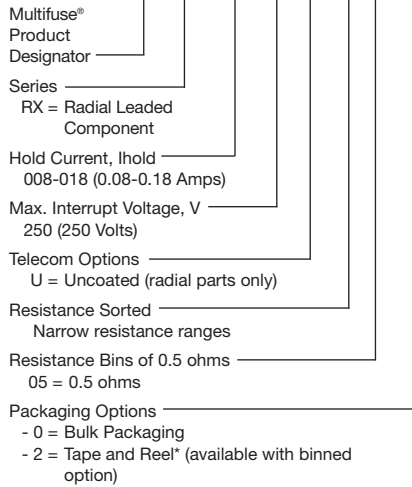 Multifuse®
Product
Designator
Series
RX = Radial Leaded
Component
Hold Current, Ihold
008-018 (0.08-0.18 Amps)
Max. Interrupt Voltage, V
250 (250 Volts)
Telecom Options
U = Uncoated (radial parts only)
Resistance Sorted
Narrow resistance ranges
Resistance Bins of 0.5 ohms
05 = 0.5 ohms
Packaging Options
- 0 = Bulk Packaging
- 2 = Tape and Reel* (available with binned
option)